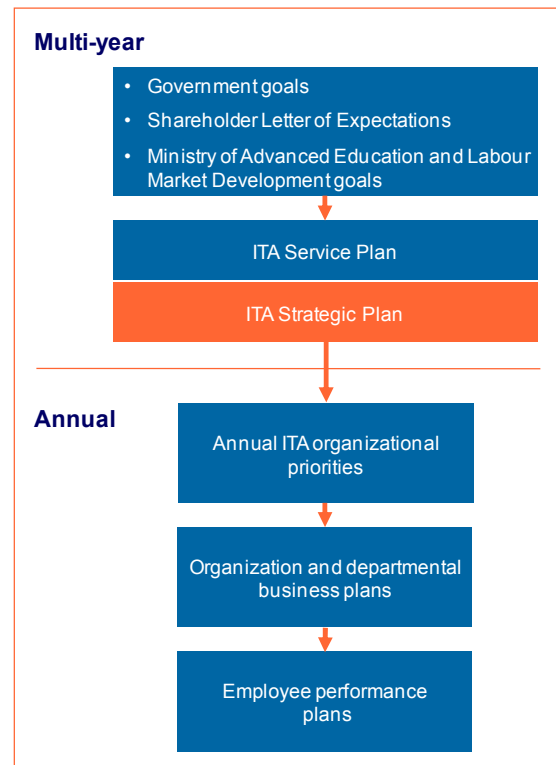 Multi-year
• Government goals
• Shareholder Letter of Expectations
• Ministry of Advanced Education and Labour
Market Development goals
ITA Service Plan
ITA Strategic Plan
Annual
Annual ITA organizational
priorities
Organization and departmental
business plans
Employee performance
plans